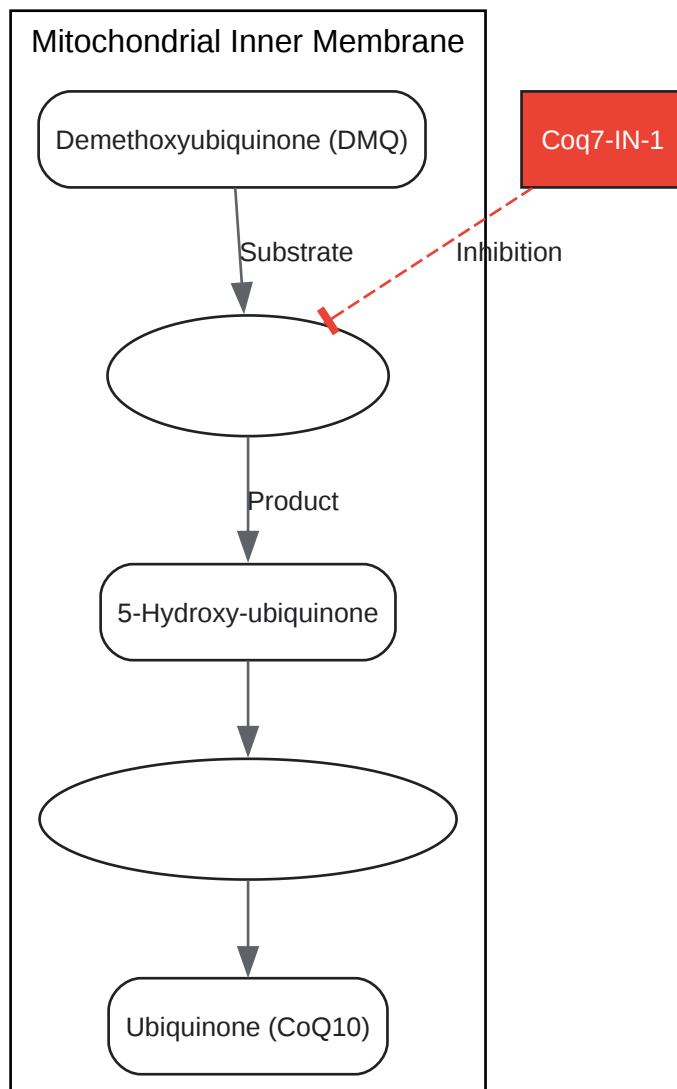 Mitochondrial Inner Membrane
Demethoxyubiquinone (DMQ)
Coq7-IN-1
Substrate
Inhibition
Product
5-Hydroxy-ubiquinone
Ubiquinone (CoQ10)